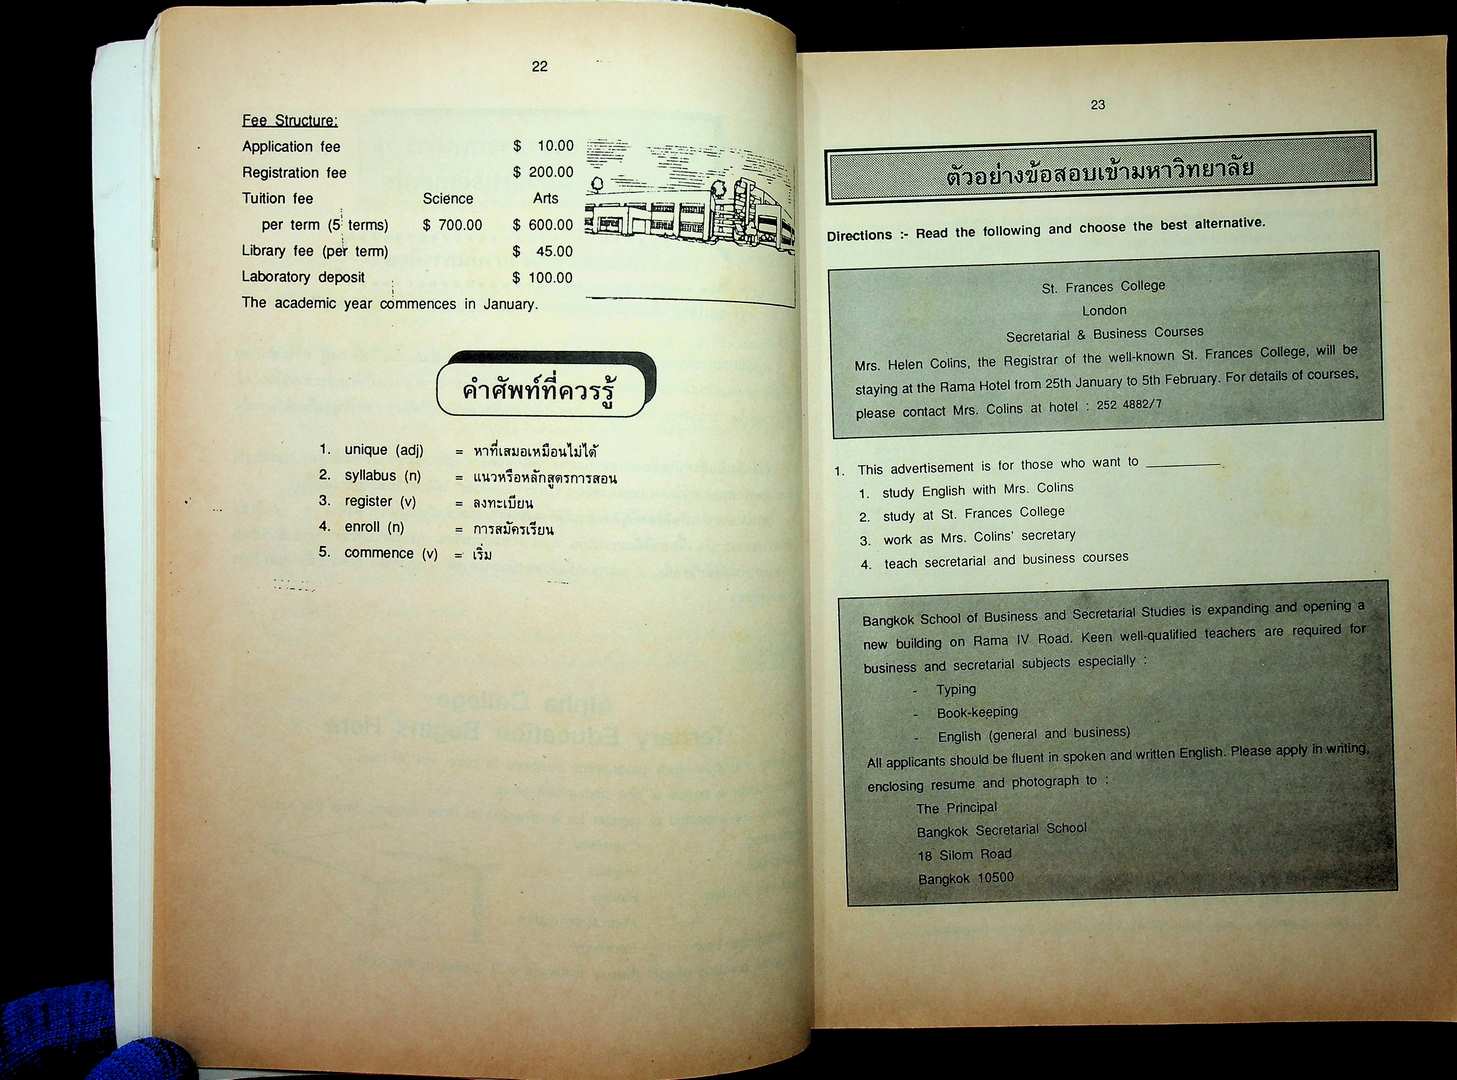 22
Fee Structure:
Application fee $ 10.00
Registration fee $ 200.00
Tuition fee Science Arts
per term (5 terms) $ 700.00 $ 600.00
Library fee (per term) $ 45.00
Laboratory deposit $ 100.00
The academic year commences in January.
คำศัพท์ที่ควรรู้
1. unique (adj) = หาที่เสมอเหมือนไม่ได้
2. syllabus (n) = แนวหรือหลักสูตรการสอน
3. register (v) = ลงทะเบียน
4. enroll (n) = การสมัครเรียน
5. commence (v) = เริ่ม
23
ตัวอย่างข้อสอบเข้ามหาวิทยาลัย
Directions :- Read the following and choose the best alternative.
St. Frances College
London
Secretarial & Business Courses
Mrs. Helen Colins, the Registrar of the well-known St. Frances College, will be
staying at the Rama Hotel from 25th January to 5th February. For details of courses,
please contact Mrs. Colins at hotel : 252 4882/7
1. This advertisement is for those who want to __________.
1. study English with Mrs. Colins
2. study at St. Frances College
3. work as Mrs. Colins' secretary
4. teach secretarial and business courses
Bangkok School of Business and Secretarial Studies is expanding and opening a
new building on Rama IV Road. Keen well-qualified teachers are required for
business and secretarial subjects especially :
- Typing
- Book-keeping
- English (general and business)
All applicants should be fluent in spoken and written English. Please apply in writing,
enclosing resume and photograph to :
The Principal
Bangkok Secretarial School
18 Silom Road
Bangkok 10500